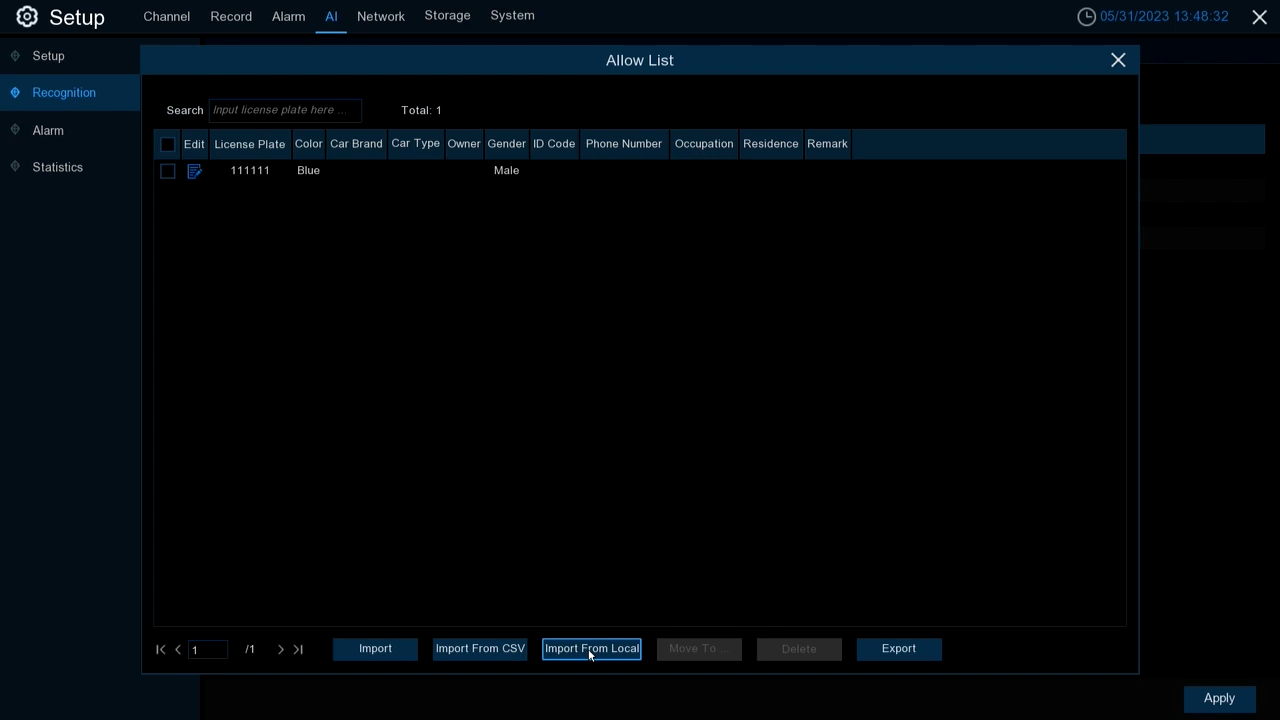 Setup Channel Record Alarm AI Network Storage System 05/31/2023 13:48:32
Setup
Recognition
Alarm
Statistics
Allow List
Search Input license plate here ... Total: 1
Edit License Plate Color Car Brand Car Type Owner Gender ID Code Phone Number Occupation Residence Remark
111111 Blue Male
1 /1 Import Import From CSV Import From Local Move To ... Delete Export
Apply